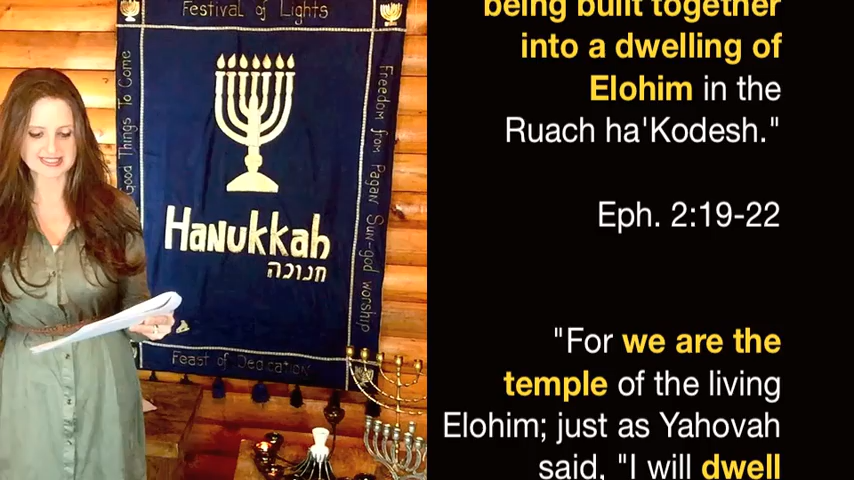 Festival of Lights
Good Things To Come
Freedom from Pagan Sun-god worship
Hanukkah
חנוכה
Feast of Dedication
being built together
into a dwelling of
Elohim in the
Ruach ha'Kodesh."
Eph. 2:19-22
"For we are the
temple of the living
Elohim; just as Yahovah
said, "I will dwell